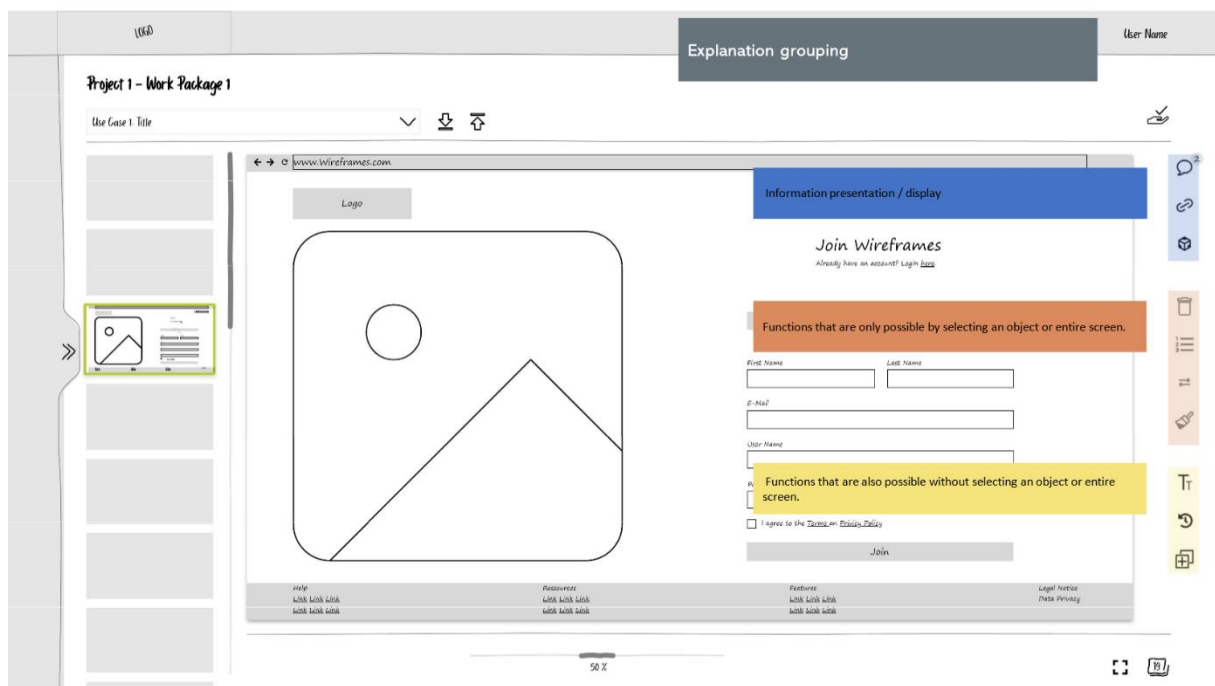 LOGO
Explanation grouping
User Name
Project 1 - Work Package 1
Use Case 1: Title
www.Wireframes.com
2
Logo
Information presentation / display
Join Wireframes
Already have an account? Login here
Functions that are only possible by selecting an object or entire screen.
First Name
Last Name
E-Mail
User Name
Functions that are also possible without selecting an object or entire
screen.
I agree to the Terms an Privicy Policy
Join
Help
Link Link Link
Link Link Link
Ressources
Link Link Link
Link Link Link
Features
Link Link Link
Link Link Link
Legal Notice
Data Privacy
50 %
19